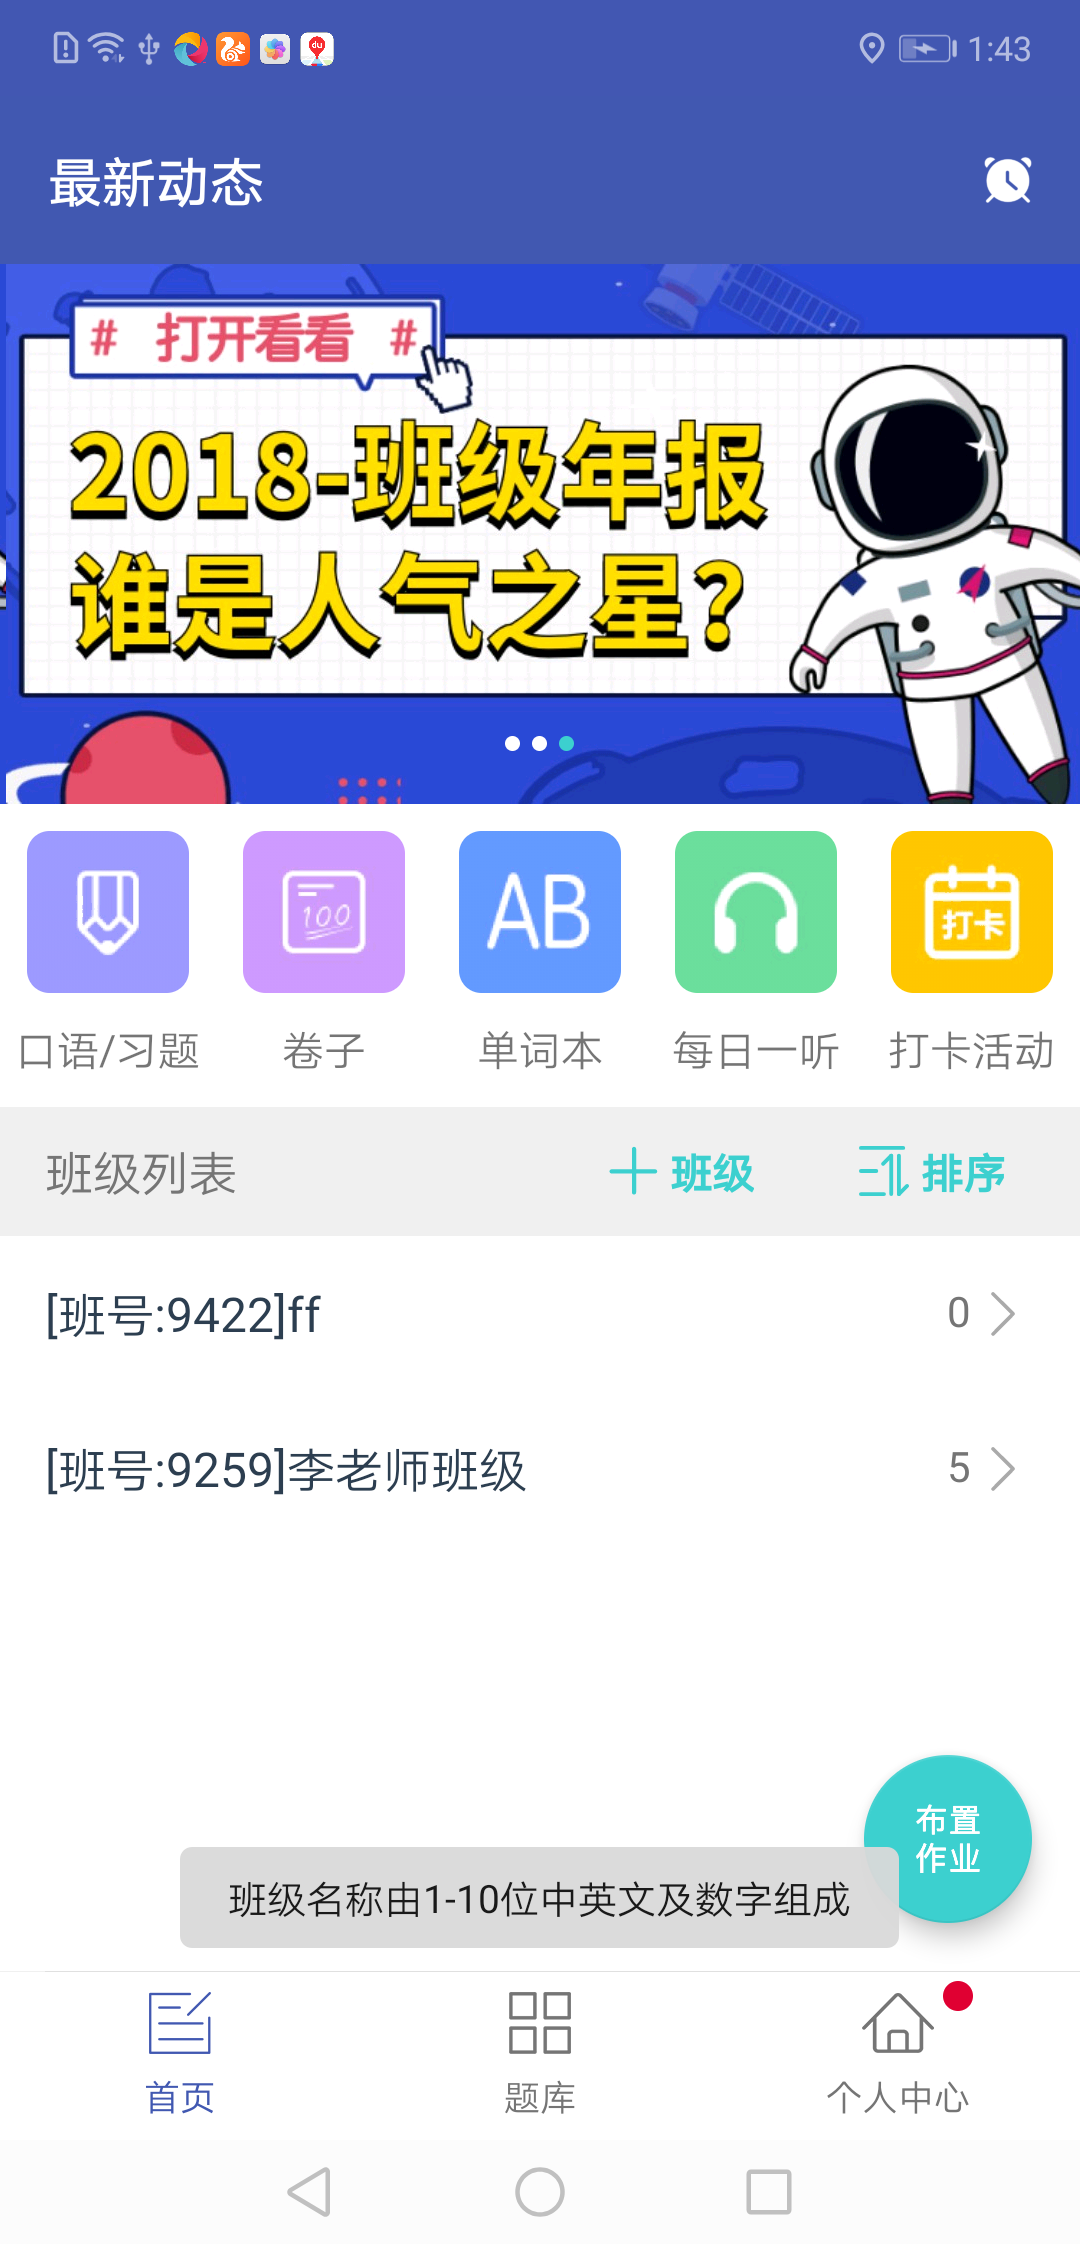 1:43
最新动态
# 打开看看 #
2018-班级年报
谁是人气之星?
100
AB
打卡
口语/习题 卷子 单词本 每日一听 打卡活动
班级列表 班级 排序
[班号:9422]ff 0
[班号:9259]李老师班级 5
布置
作业
班级名称由1-10位中英文及数字组成
首页 题库 个人中心